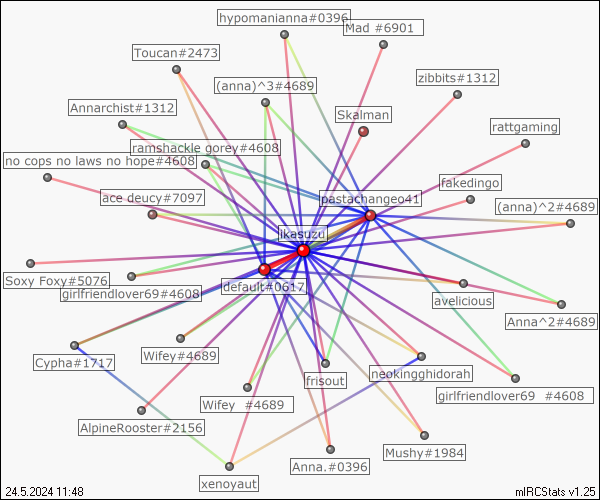 hypomanianna#0396
Mad #6901
Toucan#2473
zibbits#1312
(anna)^3#4689
Annarchist#1312
Skalman
rattgaming
ramshackle gorey#4608
no cops no laws no hope#4608
fakedingo
ace deucy#7097
pastachangeo41
(anna)^2#4689
ikasuzu
Soxy Foxy#5076
default#0617
girlfriendlover69#4608
avelicious
Anna^2#4689
Cypha#1717
Wifey#4689
neokingghidorah
frisout
girlfriendlover69 #4608
Wifey #4689
AlpineRooster#2156
Mushy#1984
Anna.#0396
xenoyaut
24.5.2024 11:48
mIRCStats v1.25